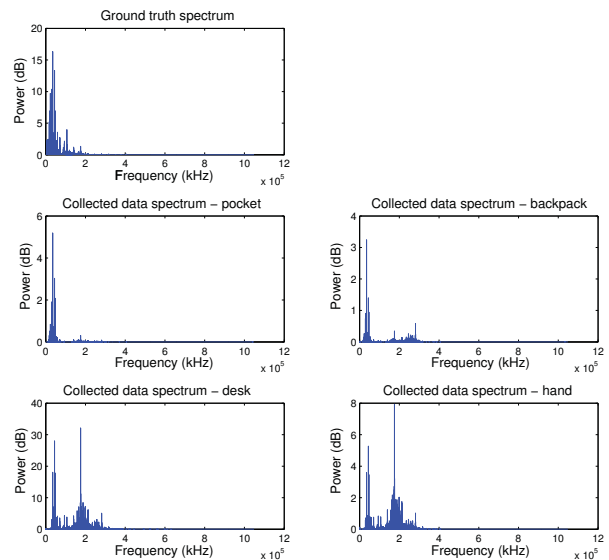 Ground truth spectrum
20
15
10
5
0
Power (dB)
0 2 4 6 8 10 12
Frequency (kHz)
x 10^5
Collected data spectrum − pocket
6
4
2
0
Power (dB)
0 2 4 6 8 10 12
Frequency (kHz)
x 10^5
Collected data spectrum − backpack
4
3
2
1
0
Power (dB)
0 2 4 6 8 10 12
Frequency (kHz)
x 10^5
Collected data spectrum − desk
40
30
20
10
0
Power (dB)
0 2 4 6 8 10 12
Frequency (kHz)
x 10^5
Collected data spectrum − hand
8
6
4
2
0
Power (dB)
0 2 4 6 8 10 12
Frequency (kHz)
x 10^5